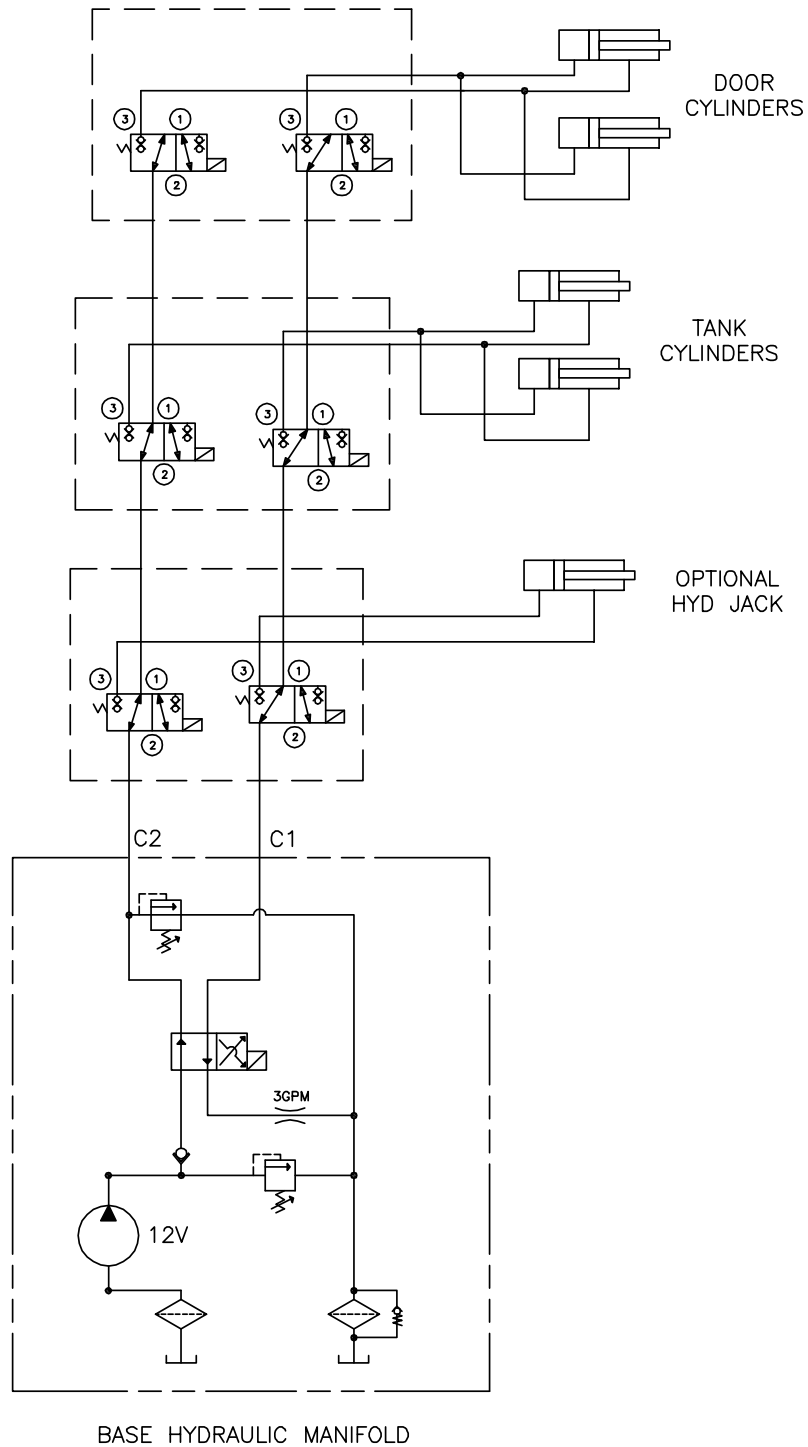 DOOR
CYLINDERS
3 1 3 1
2 2
TANK
CYLINDERS
3 1 3 1
2 2
OPTIONAL
HYD JACK
3 1 3 1
2 2
C2 C1
3GPM
12V
BASE HYDRAULIC MANIFOLD